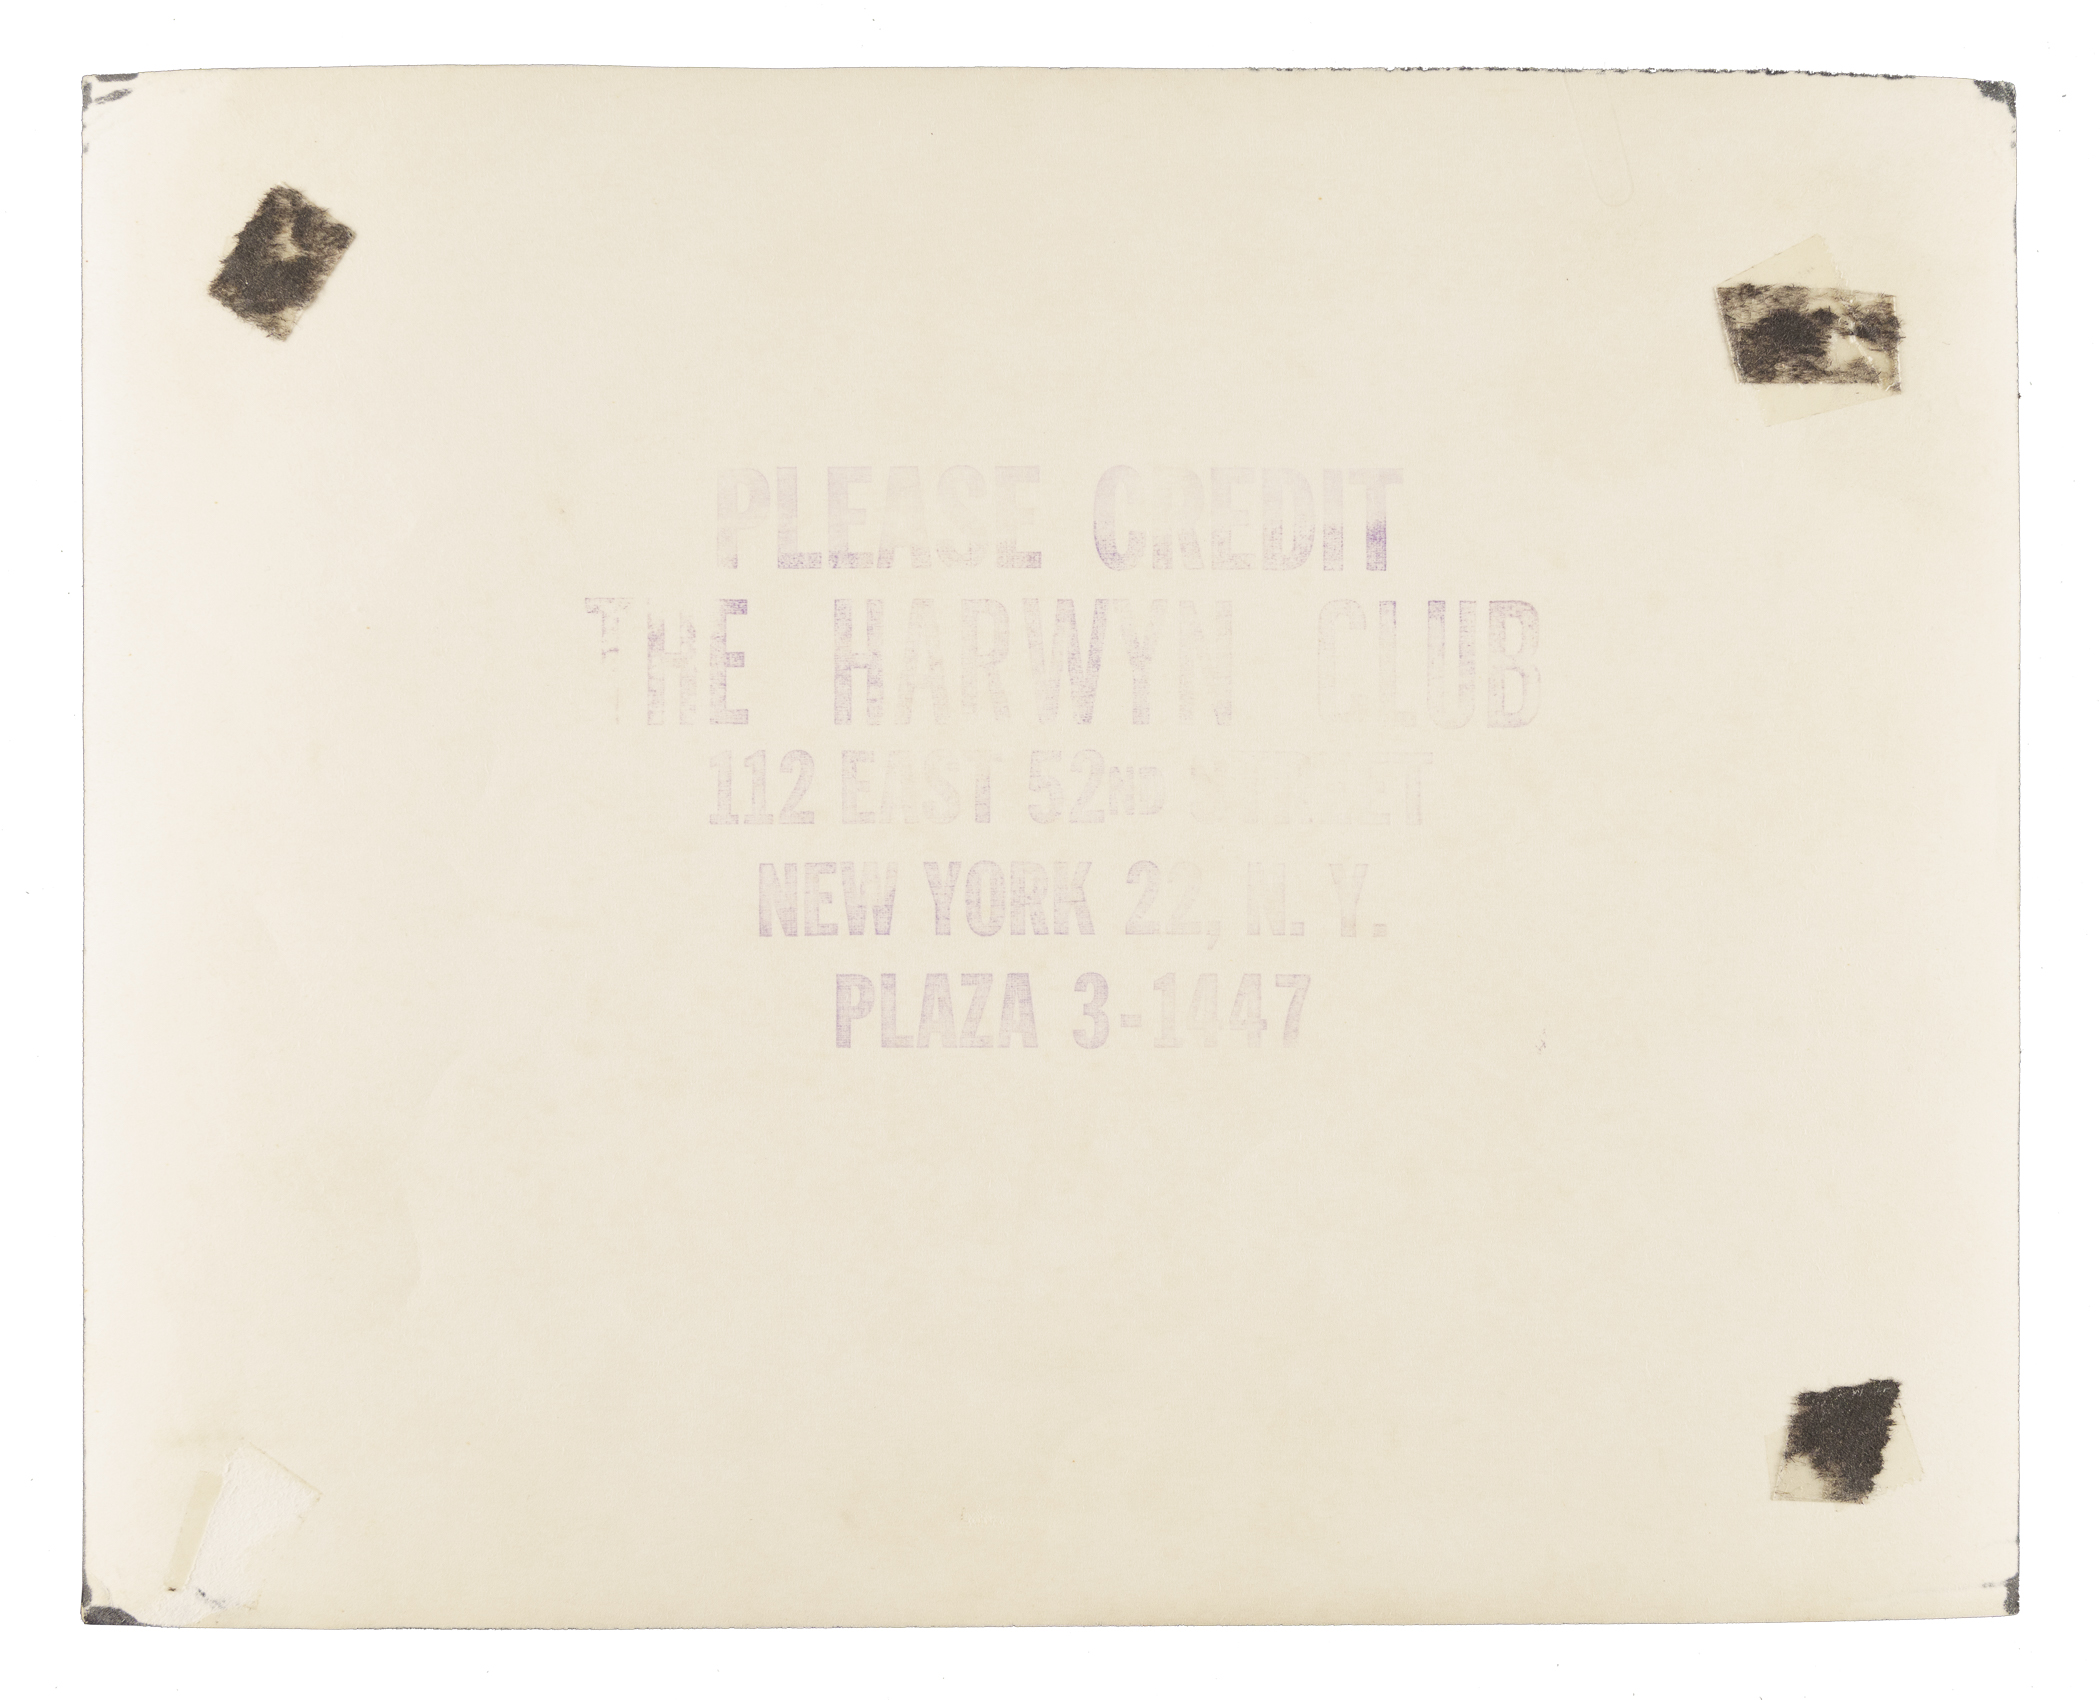 PLEASE CREDIT
THE HARWYN CLUB
112 EAST 52ND STREET
NEW YORK 22, N. Y.
PLAZA 3-1447